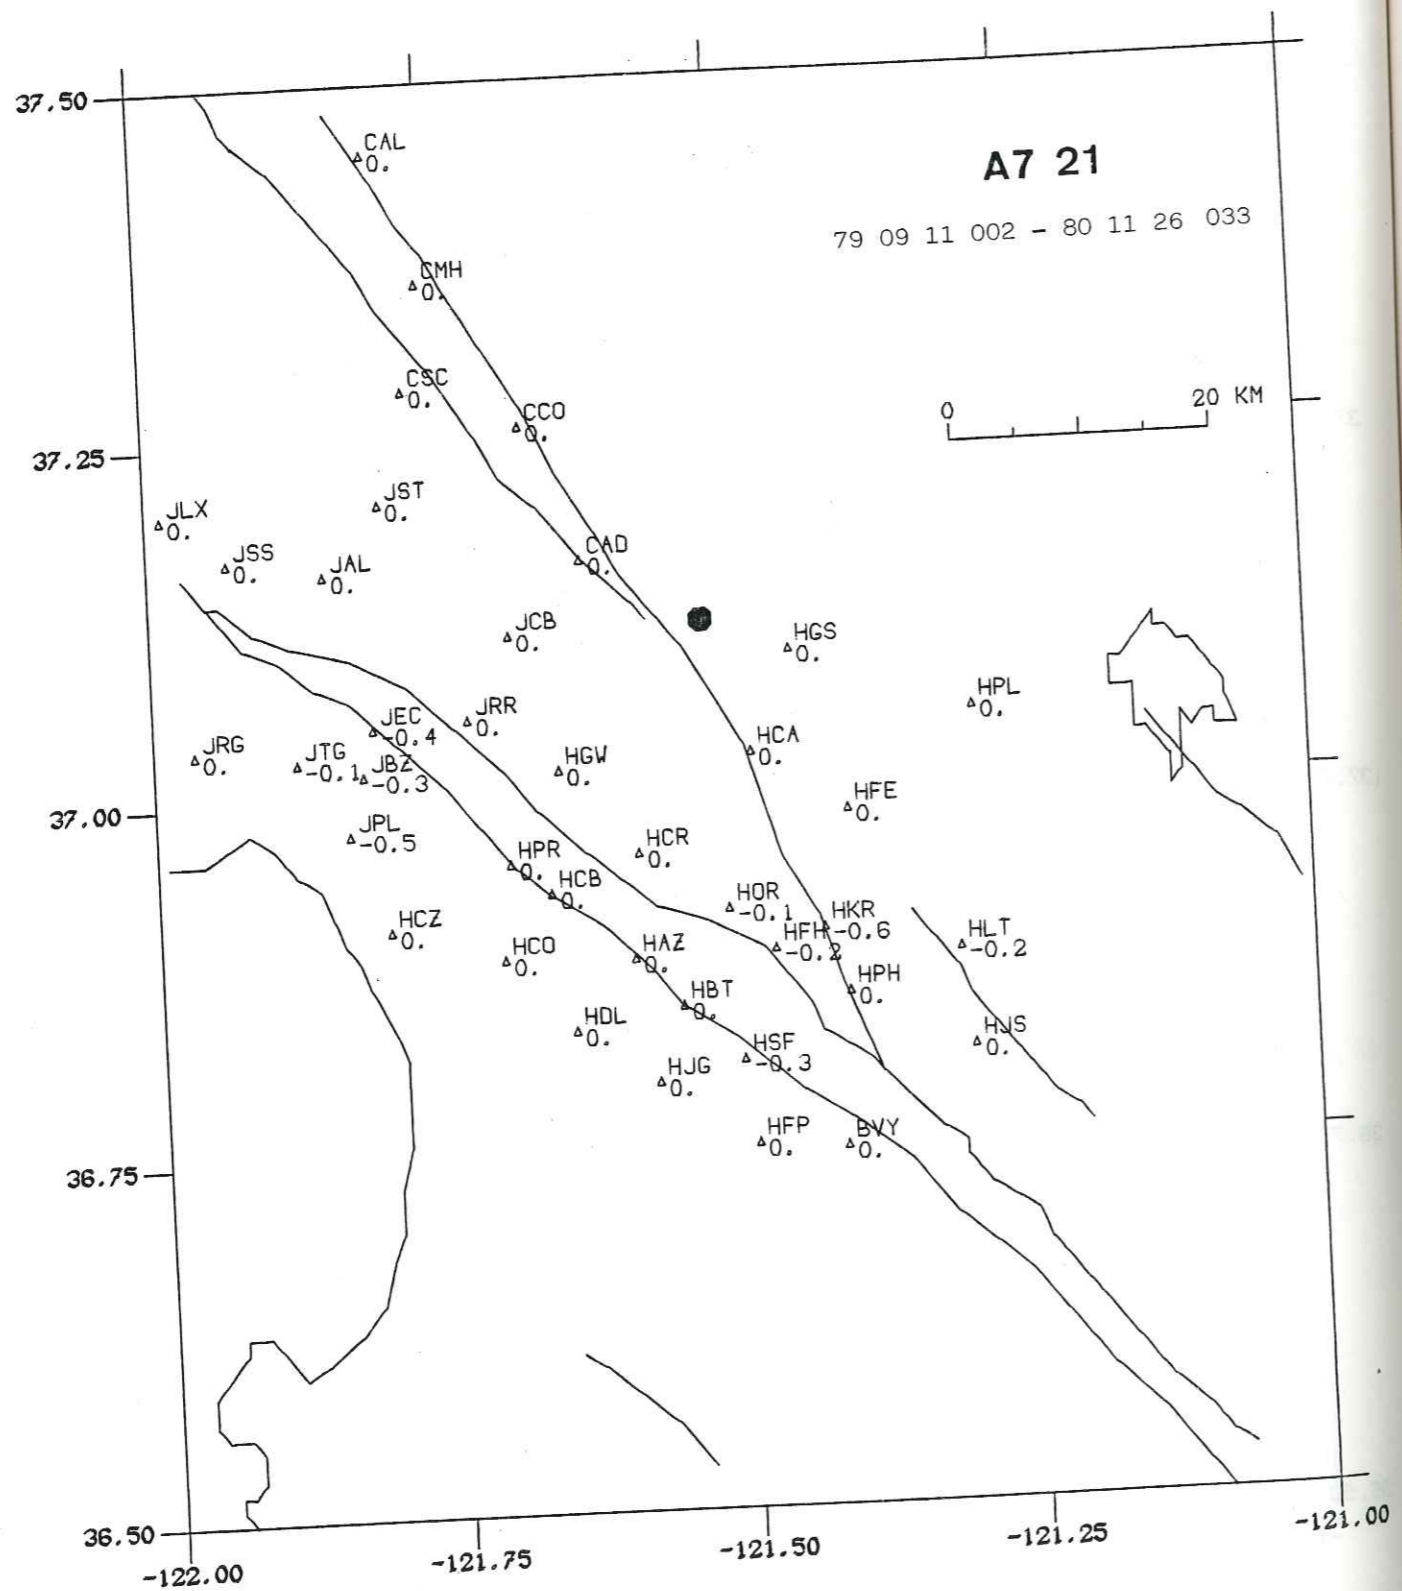 37.50
CAL
0.
A7 21
79 09 11 002 – 80 11 26 033
CMH
0.
CSC
0.
CCO
0.
0 20 KM
37.25
JST
0.
JLX
0.
JSS
0.
JAL
0.
CAD
0.
JCB
0.
HGS
0.
HPL
0.
JRR
0.
JEC
-0.4
HCA
0.
JRG
0.
JTG
-0.1
JBZ
-0.3
HGW
0.
HFE
0.
37.00
JPL
-0.5
HPR
0.
HCR
0.
HCB
0.
HOR
-0.1
HKR
-0.6
HCZ
0.
HCO
0.
HAZ
0.
HFH
-0.2
HLT
-0.2
HPH
0.
HBT
0.
HDL
0.
HSF
-0.3
HJS
0.
HJG
0.
HFP
0.
BVY
0.
36.75
36.50
-122.00
-121.75
-121.50
-121.25
-121.00